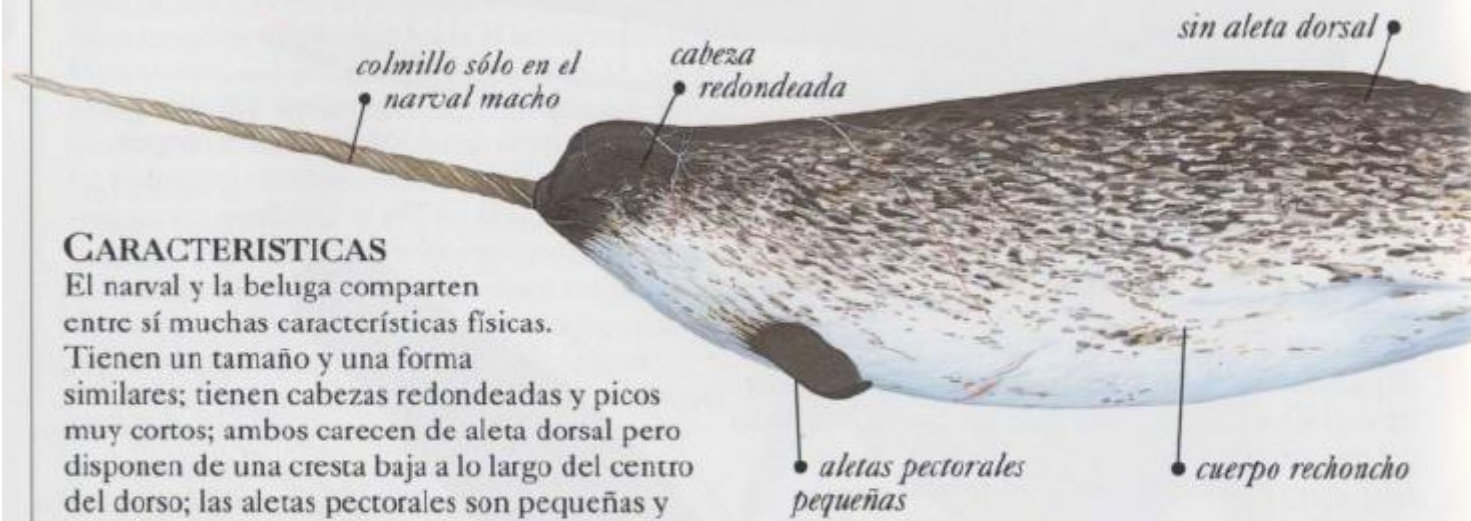 sin aleta dorsal
colmillo sólo en el
narval macho
cabeza
redondeada
CARACTERISTICAS
El narval y la beluga comparten
entre sí muchas características físicas.
Tienen un tamaño y una forma
similares; tienen cabezas redondeadas y picos
muy cortos; ambos carecen de aleta dorsal pero
disponen de una cresta baja a lo largo del centro
del dorso; las aletas pectorales son pequeñas y
aletas pectorales
pequeñas
cuerpo rechoncho